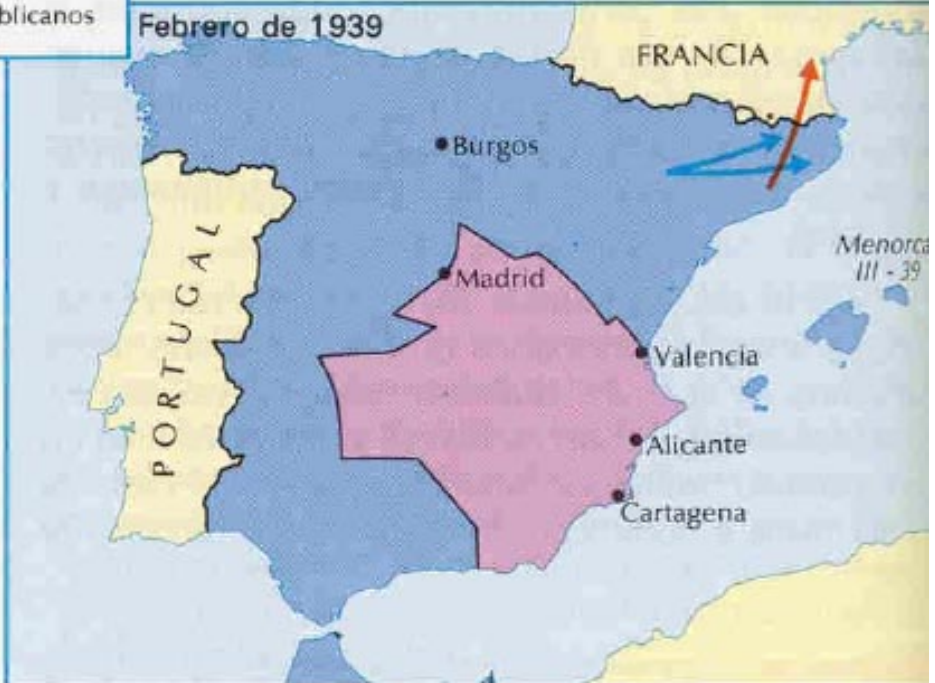 blicanos
Febrero de 1939
FRANCIA
Burgos
Menorca
III - 39
Madrid
PORTUGAL
Valencia
Alicante
Cartagena